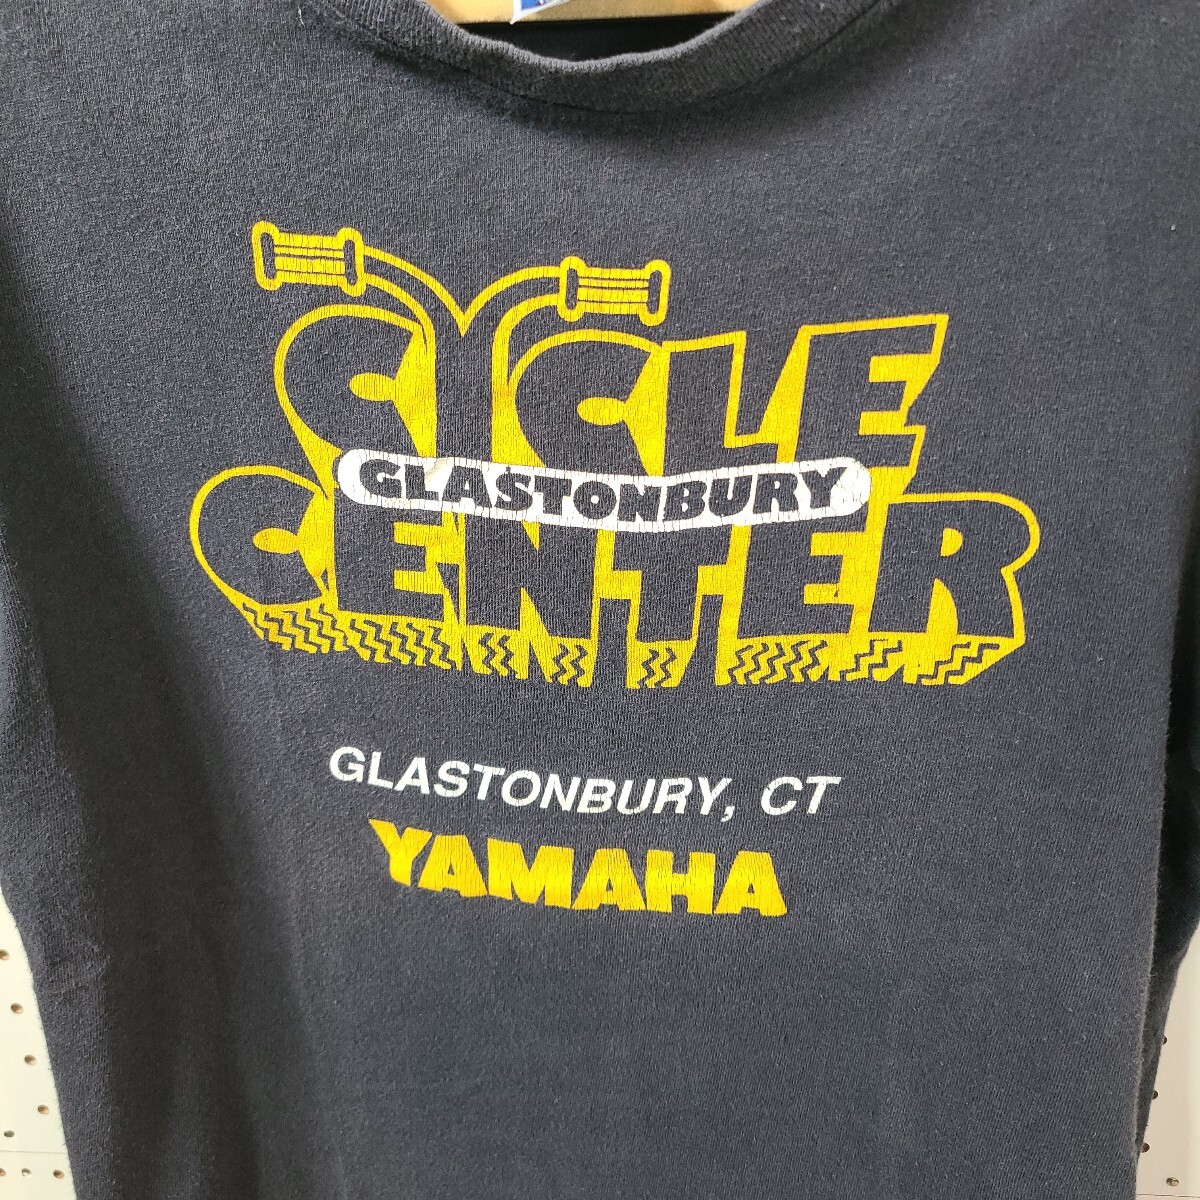 CYCLE
GLASTONBURY
CENTER
GLASTONBURY, CT
YAMAHA